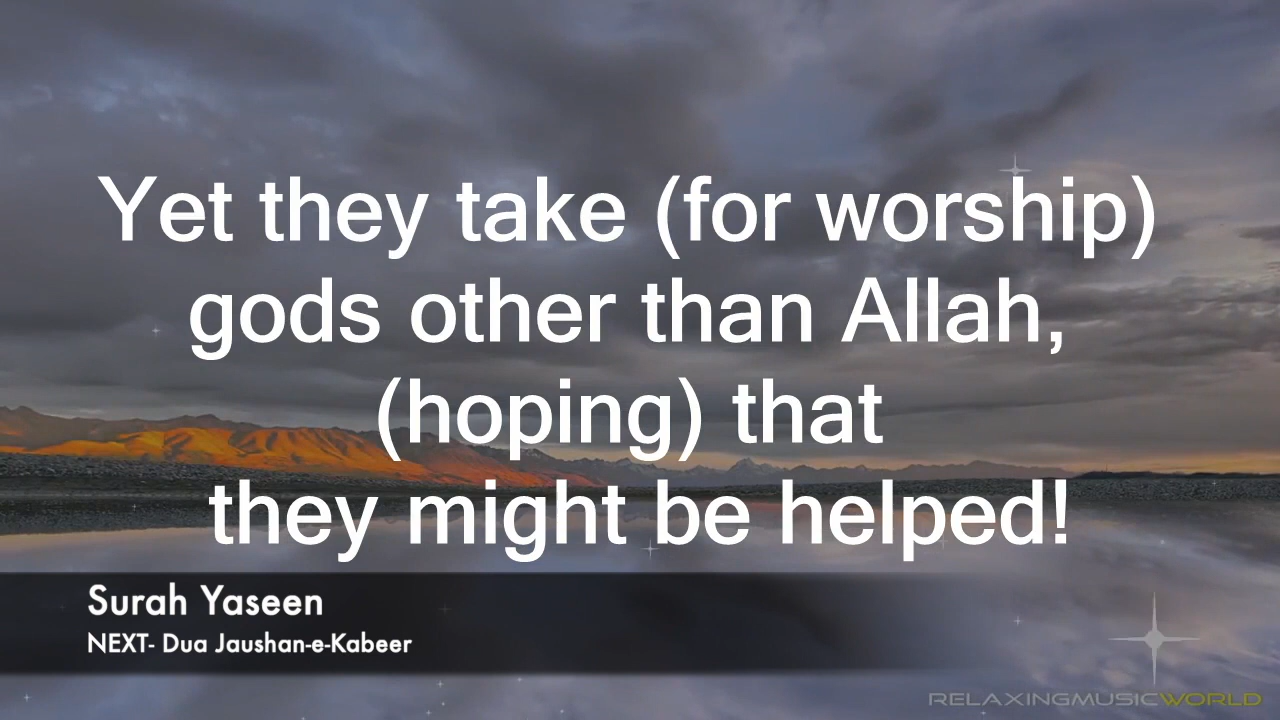 Yet they take (for worship)
gods other than Allah,
(hoping) that
they might be helped!
Surah Yaseen
NEXT- Dua Jaushan-e-Kabeer
RELAXINGMUSICWORLD